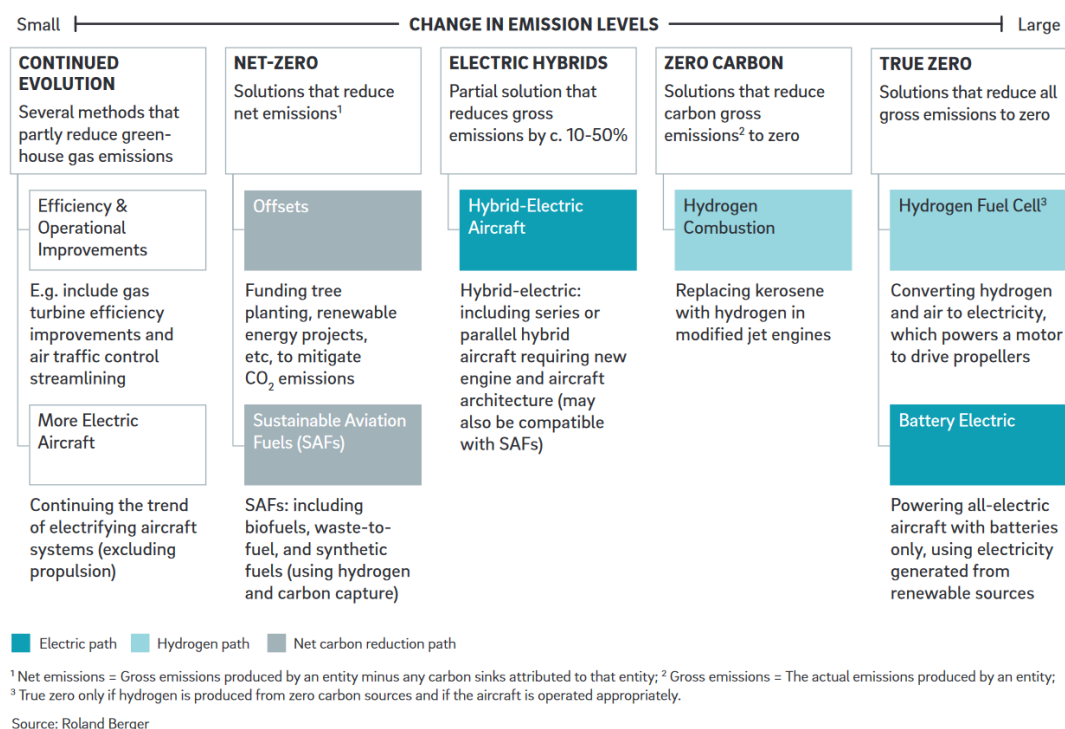 Small CHANGE IN EMISSION LEVELS Large
CONTINUED
EVOLUTION
Several methods that
partly reduce green-
house gas emissions
Efficiency &
Operational
Improvements
E.g. include gas
turbine efficiency
improvements and
air traffic control
streamlining
More Electric
Aircraft
Continuing the trend
of electrifying aircraft
systems (excluding
propulsion)
NET-ZERO
Solutions that reduce
net emissions¹
Offsets
Funding tree
planting, renewable
energy projects,
etc, to mitigate
CO₂ emissions
Sustainable Aviation
Fuels (SAFs)
SAFs: including
biofuels, waste-to-
fuel, and synthetic
fuels (using hydrogen
and carbon capture)
ELECTRIC HYBRIDS
Partial solution that
reduces gross
emissions by c. 10-50%
Hybrid-Electric
Aircraft
Hybrid-electric:
including series or
parallel hybrid
aircraft requiring new
engine and aircraft
architecture (may
also be compatible
with SAFs)
ZERO CARBON
Solutions that reduce
carbon gross
emissions² to zero
Hydrogen
Combustion
Replacing kerosene
with hydrogen in
modified jet engines
TRUE ZERO
Solutions that reduce all
gross emissions to zero
Hydrogen Fuel Cell³
Converting hydrogen
and air to electricity,
which powers a motor
to drive propellers
Battery Electric
Powering all-electric
aircraft with batteries
only, using electricity
generated from
renewable sources
Electric path Hydrogen path Net carbon reduction path
¹ Net emissions = Gross emissions produced by an entity minus any carbon sinks attributed to that entity; ² Gross emissions = The actual emissions produced by an entity;
³ True zero only if hydrogen is produced from zero carbon sources and if the aircraft is operated appropriately.
Source: Roland Berger